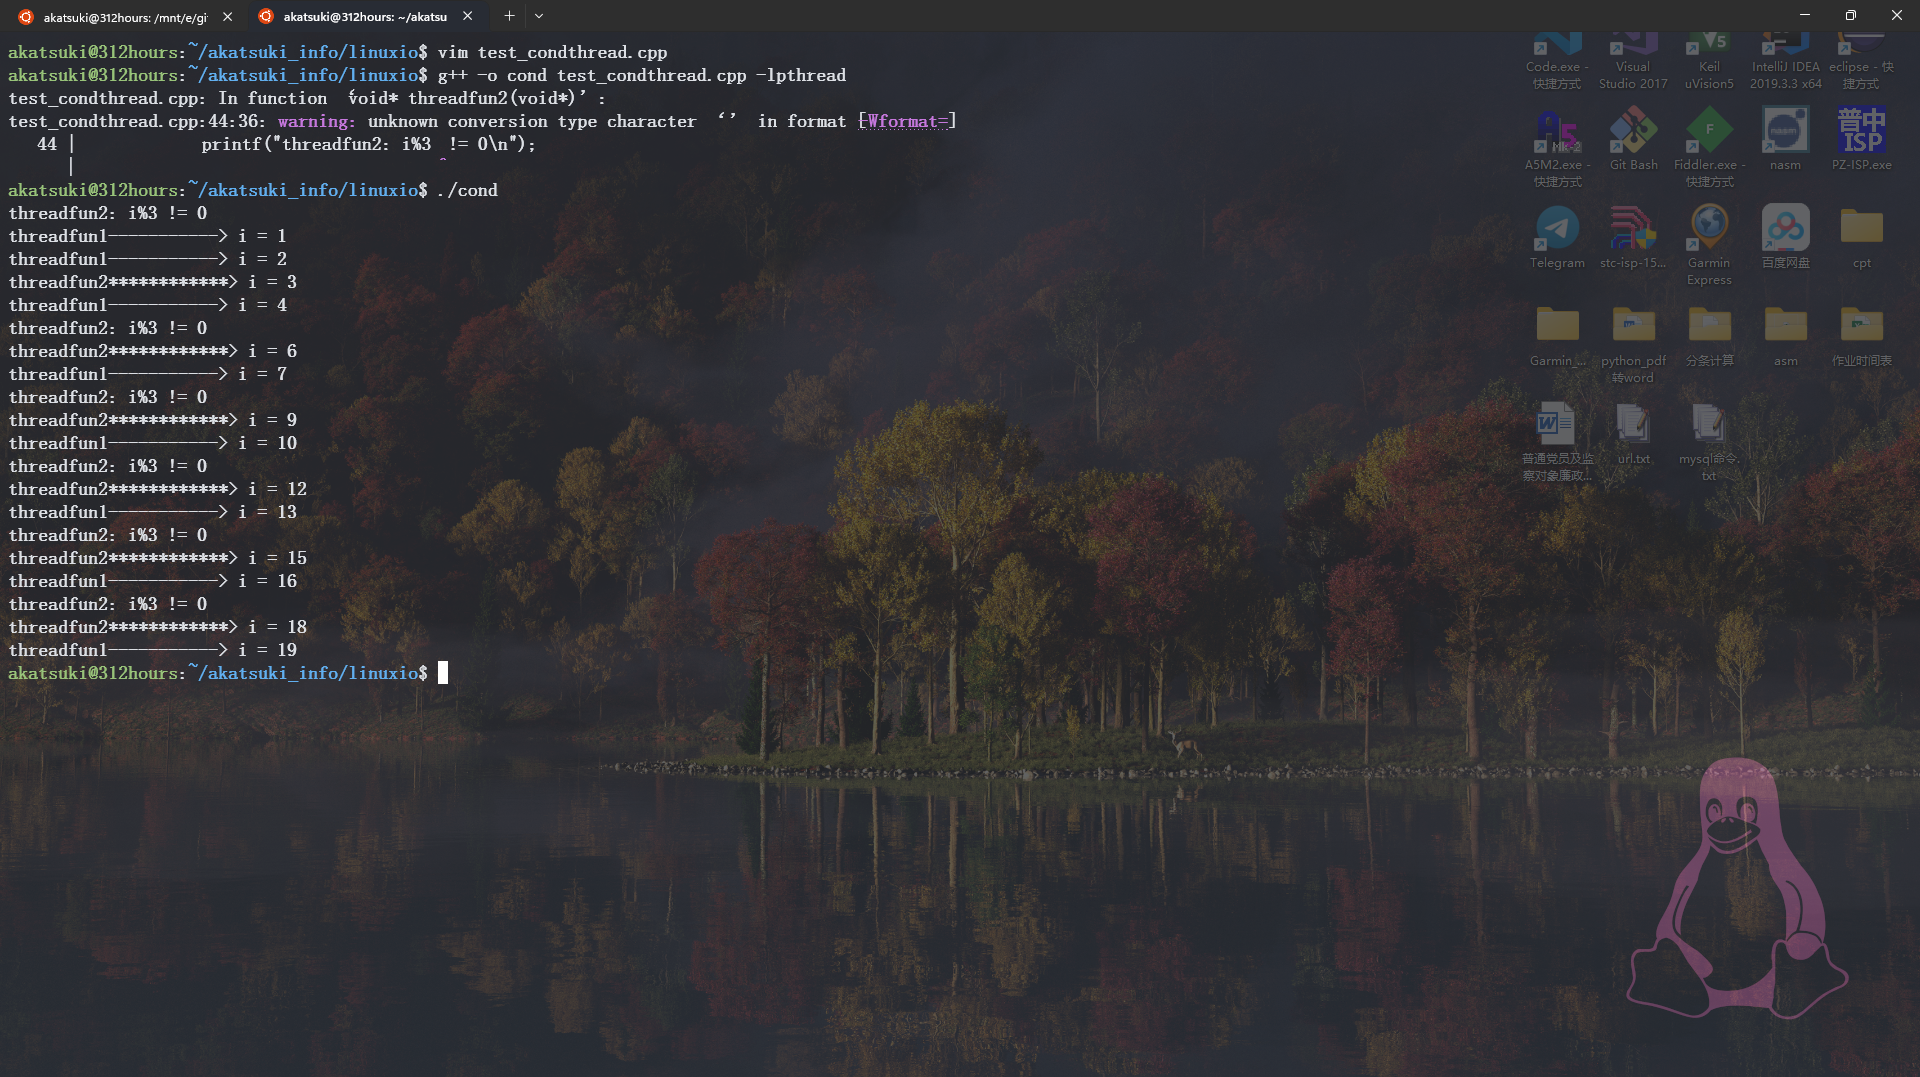 akatsuki@312hours: /mnt/e/gi
akatsuki@312hours: ~/akatsu
akatsuki@312hours:~/akatsuki_info/linuxio$ vim test_condthread.cpp
akatsuki@312hours:~/akatsuki_info/linuxio$ g++ -o cond test_condthread.cpp -lpthread
test_condthread.cpp: In function ‘void* threadfun2(void*)’:
test_condthread.cpp:44:36: warning: unknown conversion type character ‘ ’ in format [-Wformat=]
44 | printf("threadfun2: i%3 != 0\n");
| ^
akatsuki@312hours:~/akatsuki_info/linuxio$ ./cond
threadfun2: i%3 != 0
threadfun1-----------> i = 1
threadfun1-----------> i = 2
threadfun2************> i = 3
threadfun1-----------> i = 4
threadfun2: i%3 != 0
threadfun2************> i = 6
threadfun1-----------> i = 7
threadfun2: i%3 != 0
threadfun2************> i = 9
threadfun1-----------> i = 10
threadfun2: i%3 != 0
threadfun2************> i = 12
threadfun1-----------> i = 13
threadfun2: i%3 != 0
threadfun2************> i = 15
threadfun1-----------> i = 16
threadfun2: i%3 != 0
threadfun2************> i = 18
threadfun1-----------> i = 19
akatsuki@312hours:~/akatsuki_info/linuxio$
Code.exe - 快捷方式
Visual Studio 2017
Keil uVision5
IntelliJ IDEA 2019.3.3 x64
eclipse - 快捷方式
A5M2.exe - 快捷方式
Git Bash
Fiddler.exe - 快捷方式
nasm
普中 ISP
PZ-ISP.exe
Telegram
stc-isp-15...
Garmin Express
百度网盘
cpt
Garmin_...
python_pdf转word
分条计算
asm
作业时间表
普通党员及监察对象廉政...
url.txt
mysql命令.txt